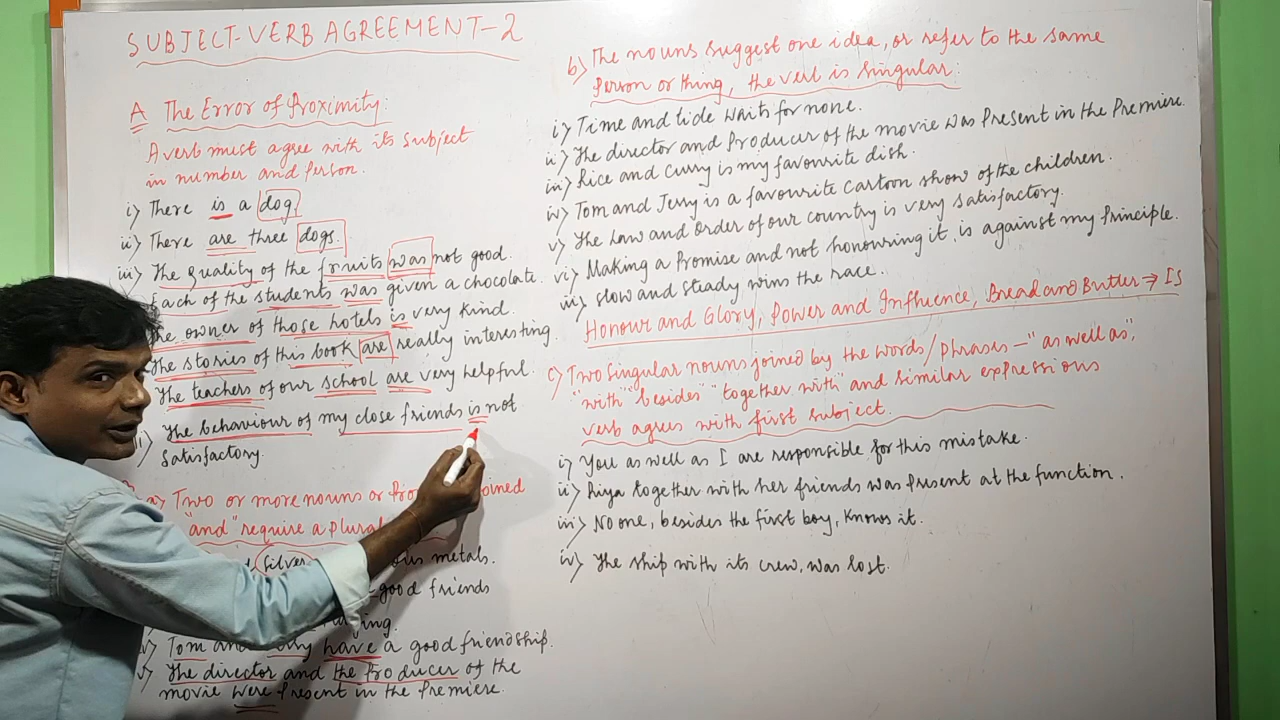 SUBJECT-VERB AGREEMENT-2
A The Error of Proximity:
A verb must agree with its subject
in number and person.
i) There is a dog.
ii) There are three dogs.
iii) The quality of the fruits was not good.
Each of the students was given a chocolate.
The owner of those hotels is very kind.
The stories of this book are really interesting.
The teachers of our school are very helpful.
The behaviour of my close friends is not
satisfactory.
a) Two or more nouns or joined
"and" require a plural
Silver metals.
good friends
Tom and have a good friendship.
v) The director and the Producer of the
movie were present in the Premiere.
b) The nouns suggest one idea, or refer to the same
person or thing, the verb is singular:
i) Time and tide waits for none.
ii) The director and Producer of the movie was present in the Premiere.
iii) Rice and curry is my favourite dish.
iv) Tom and Jerry is a favourite cartoon show of the children.
v) The Law and order of our country is very satisfactory.
vi) Making a promise and not honouring it, is against my principle.
iii) Slow and steady wins the race.
Honour and Glory, Power and Influence, Bread and Butter → IS
c) Two singular nouns joined by the words/phrases - "as well as",
"with" "besides" "together with" and similar expressions
verb agrees with first subject.
i) You as well as I are responsible for this mistake.
ii) Riya together with her friends was present at the function.
iii) No one, besides the first boy, knows it.
iv) The ship with its crew, was lost.